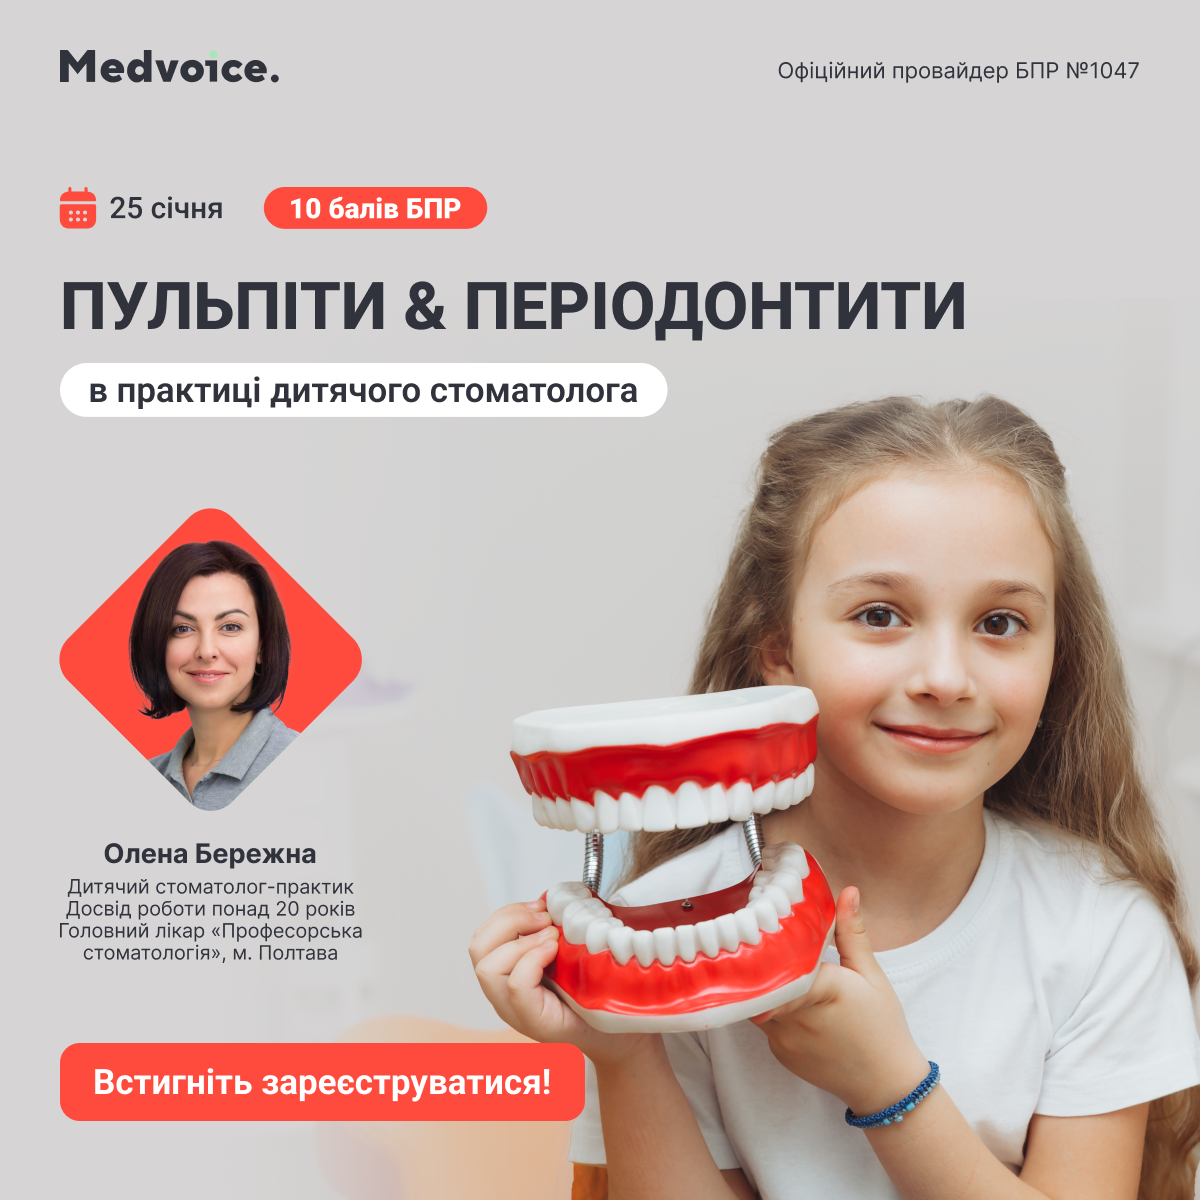 Medvoice.
Офіційний провайдер БПР №1047
25 січня
10 балів БПР
ПУЛЬПІТИ & ПЕРІОДОНТИТИ
в практиці дитячого стоматолога
Олена Бережна
Дитячий стоматолог-практик
Досвід роботи понад 20 років
Головний лікар «Професорська
стоматологія», м. Полтава
Встигніть зареєструватися!